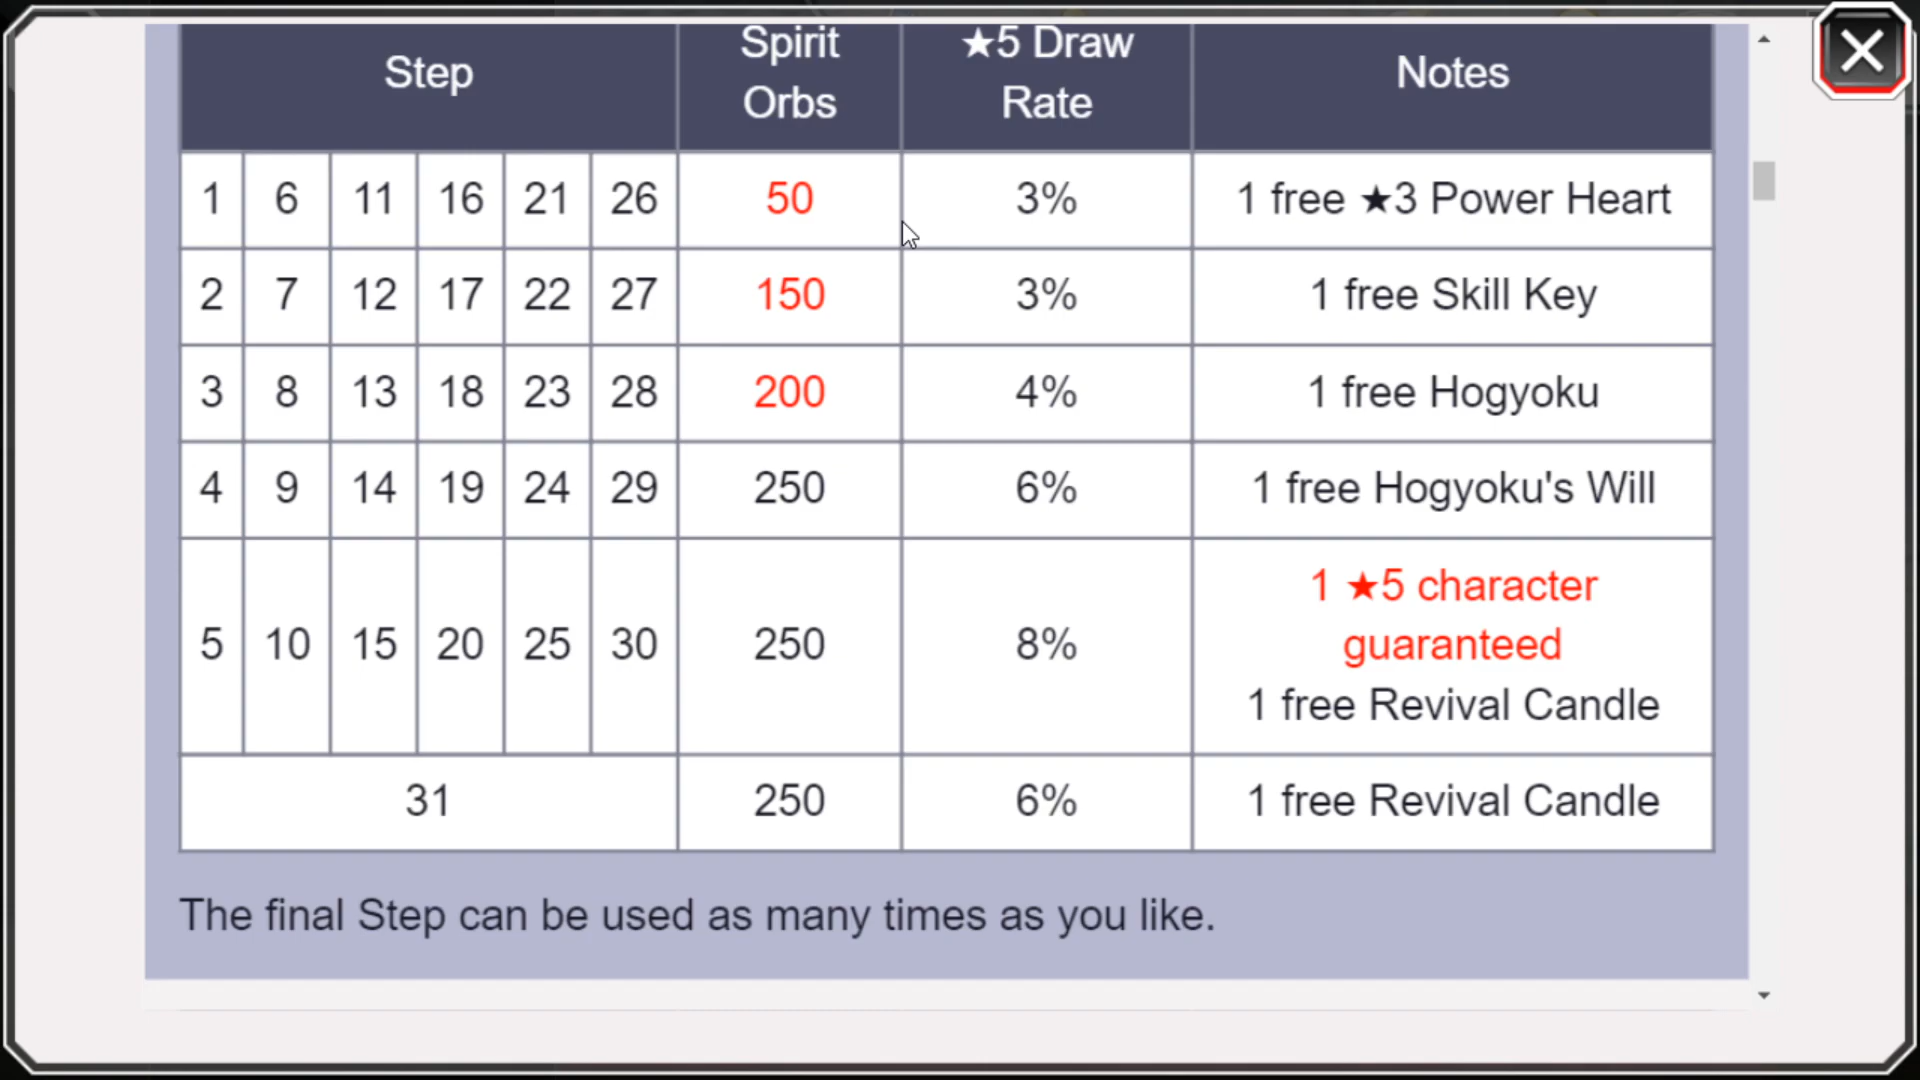 Step Spirit Orbs ★5 Draw Rate Notes
1 6 11 16 21 26 50 3% 1 free ★3 Power Heart
2 7 12 17 22 27 150 3% 1 free Skill Key
3 8 13 18 23 28 200 4% 1 free Hogyoku
4 9 14 19 24 29 250 6% 1 free Hogyoku's Will
5 10 15 20 25 30 250 8% 1 ★5 character guaranteed 1 free Revival Candle
31 250 6% 1 free Revival Candle
The final Step can be used as many times as you like.